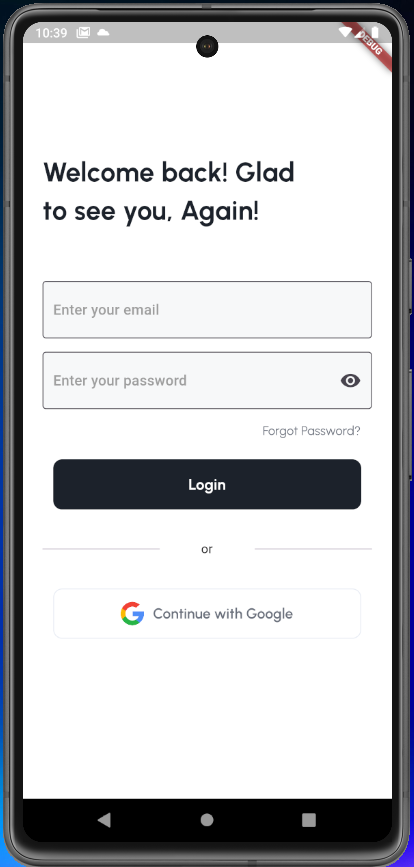 10:39
DEBUG
Welcome back! Glad
to see you, Again!
Enter your email
Enter your password
Forgot Password?
Login
or
Continue with Google